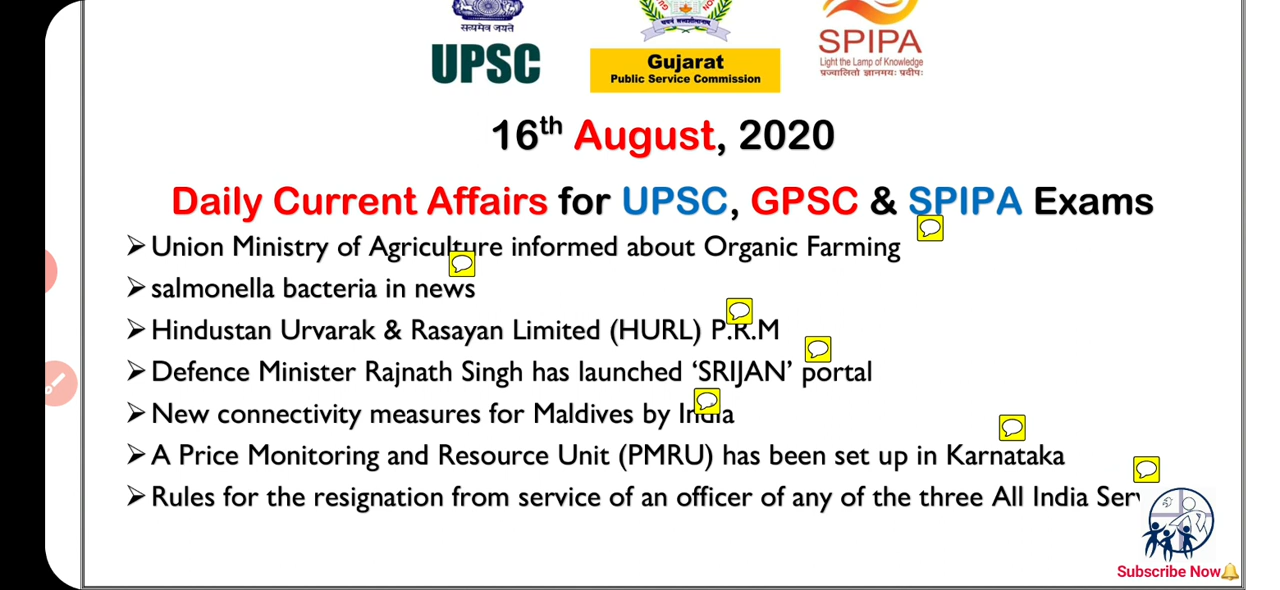 सत्यमेव जयते
UPSC
Gujarat
Public Service Commission
SPIPA
Light the Lamp of Knowledge
प्रज्वालितो ज्ञानमयः प्रदीपः
16th August, 2020
Daily Current Affairs for UPSC, GPSC & SPIPA Exams
➢ Union Ministry of Agriculture informed about Organic Farming
➢ salmonella bacteria in news
➢ Hindustan Urvarak & Rasayan Limited (HURL) P.R.M
➢ Defence Minister Rajnath Singh has launched ‘SRIJAN’ portal
➢ New connectivity measures for Maldives by India
➢ A Price Monitoring and Resource Unit (PMRU) has been set up in Karnataka
➢ Rules for the resignation from service of an officer of any of the three All India Serv
Subscribe Now